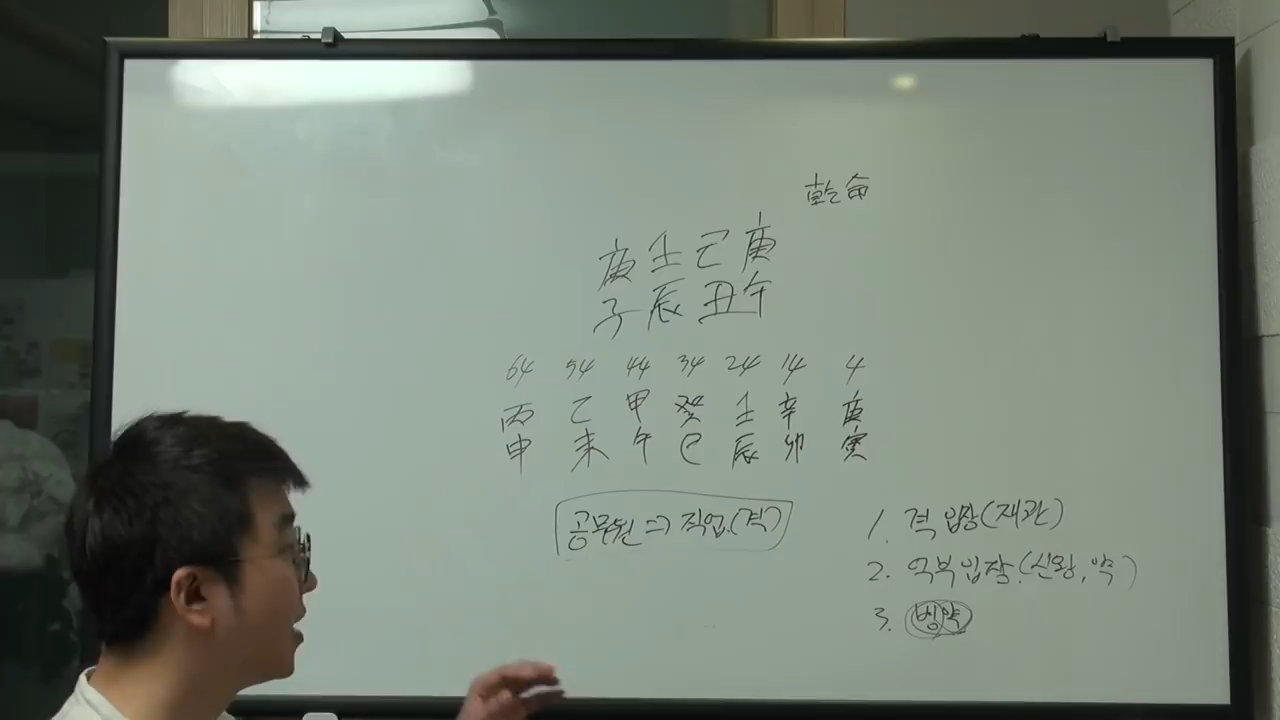 乾命
庚壬己庚
子辰丑午
64 54 44 34 24 14 4
丙乙甲癸壬辛庚
申未午巳辰卯寅
공무원 => 직업(격)
1. 격 입장(재관)
2. 억부 입장(신왕, 약)
3. 병약